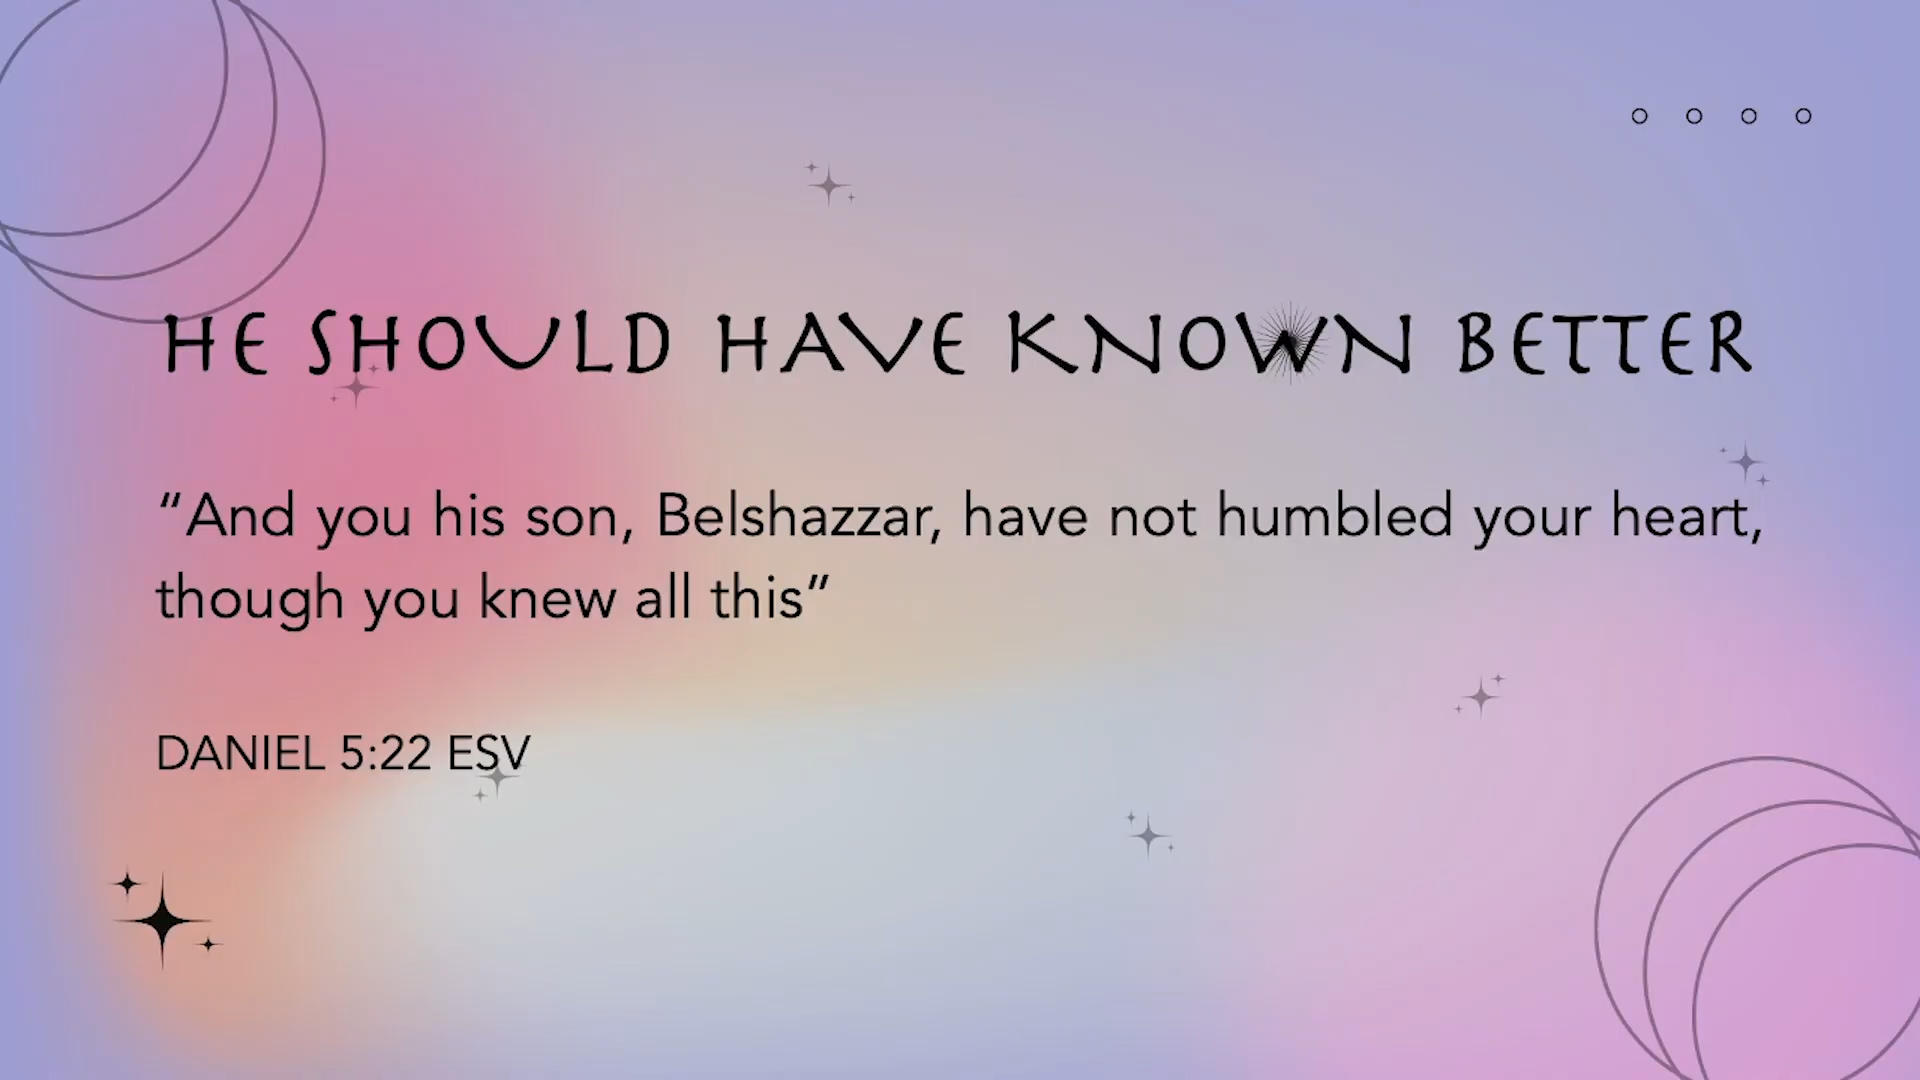 HE SHOULD HAVE KNOWN BETTER
“And you his son, Belshazzar, have not humbled your heart,
though you knew all this”
DANIEL 5:22 ESV